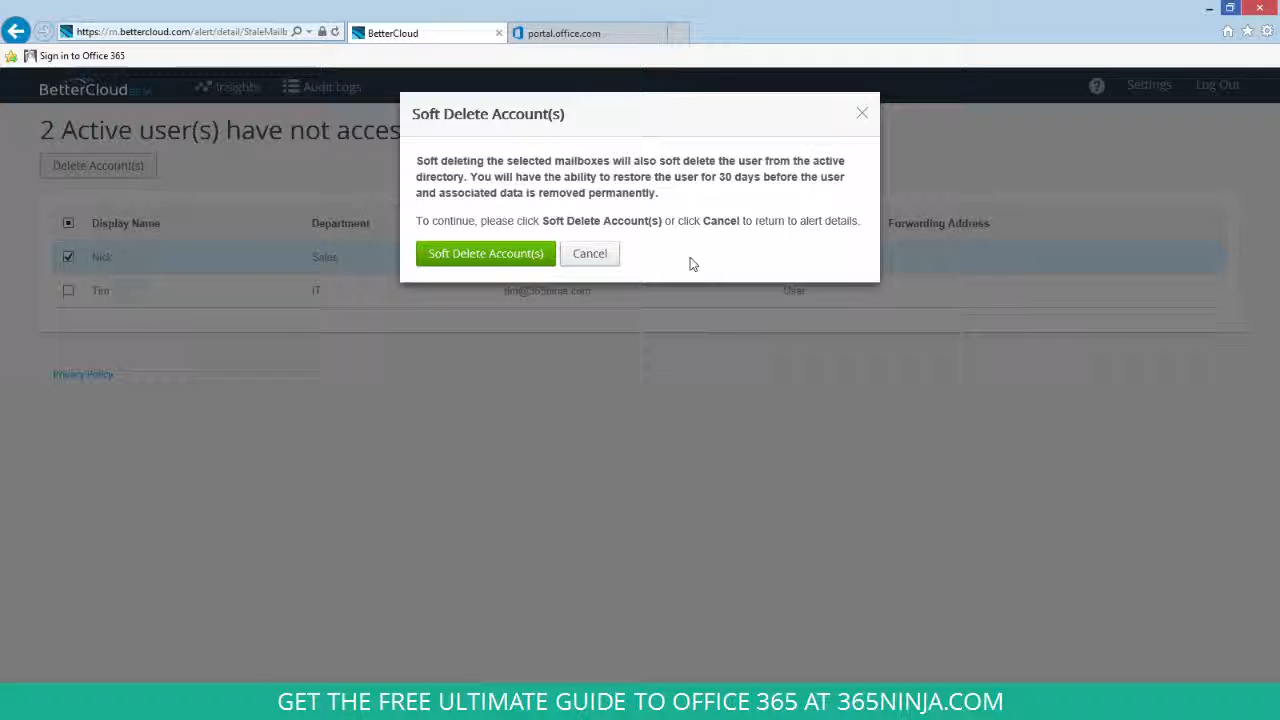 https://m.bettercloud.com/alert/detail/StaleMailb
BetterCloud
portal.office.com
Sign in to Office 365
BetterCloud BETA
Insights
Audit Logs
Settings
Log Out
2 Active user(s) have not acces
Delete Account(s)
Soft Delete Account(s)
Soft deleting the selected mailboxes will also soft delete the user from the active
directory. You will have the ability to restore the user for 30 days before the user
and associated data is removed permanently.
To continue, please click Soft Delete Account(s) or click Cancel to return to alert details.
Soft Delete Account(s)
Cancel
Display Name
Department
Forwarding Address
Nick
Sales
Tim
IT
tim@365ninja.com
User
Privacy Policy
GET THE FREE ULTIMATE GUIDE TO OFFICE 365 AT 365NINJA.COM